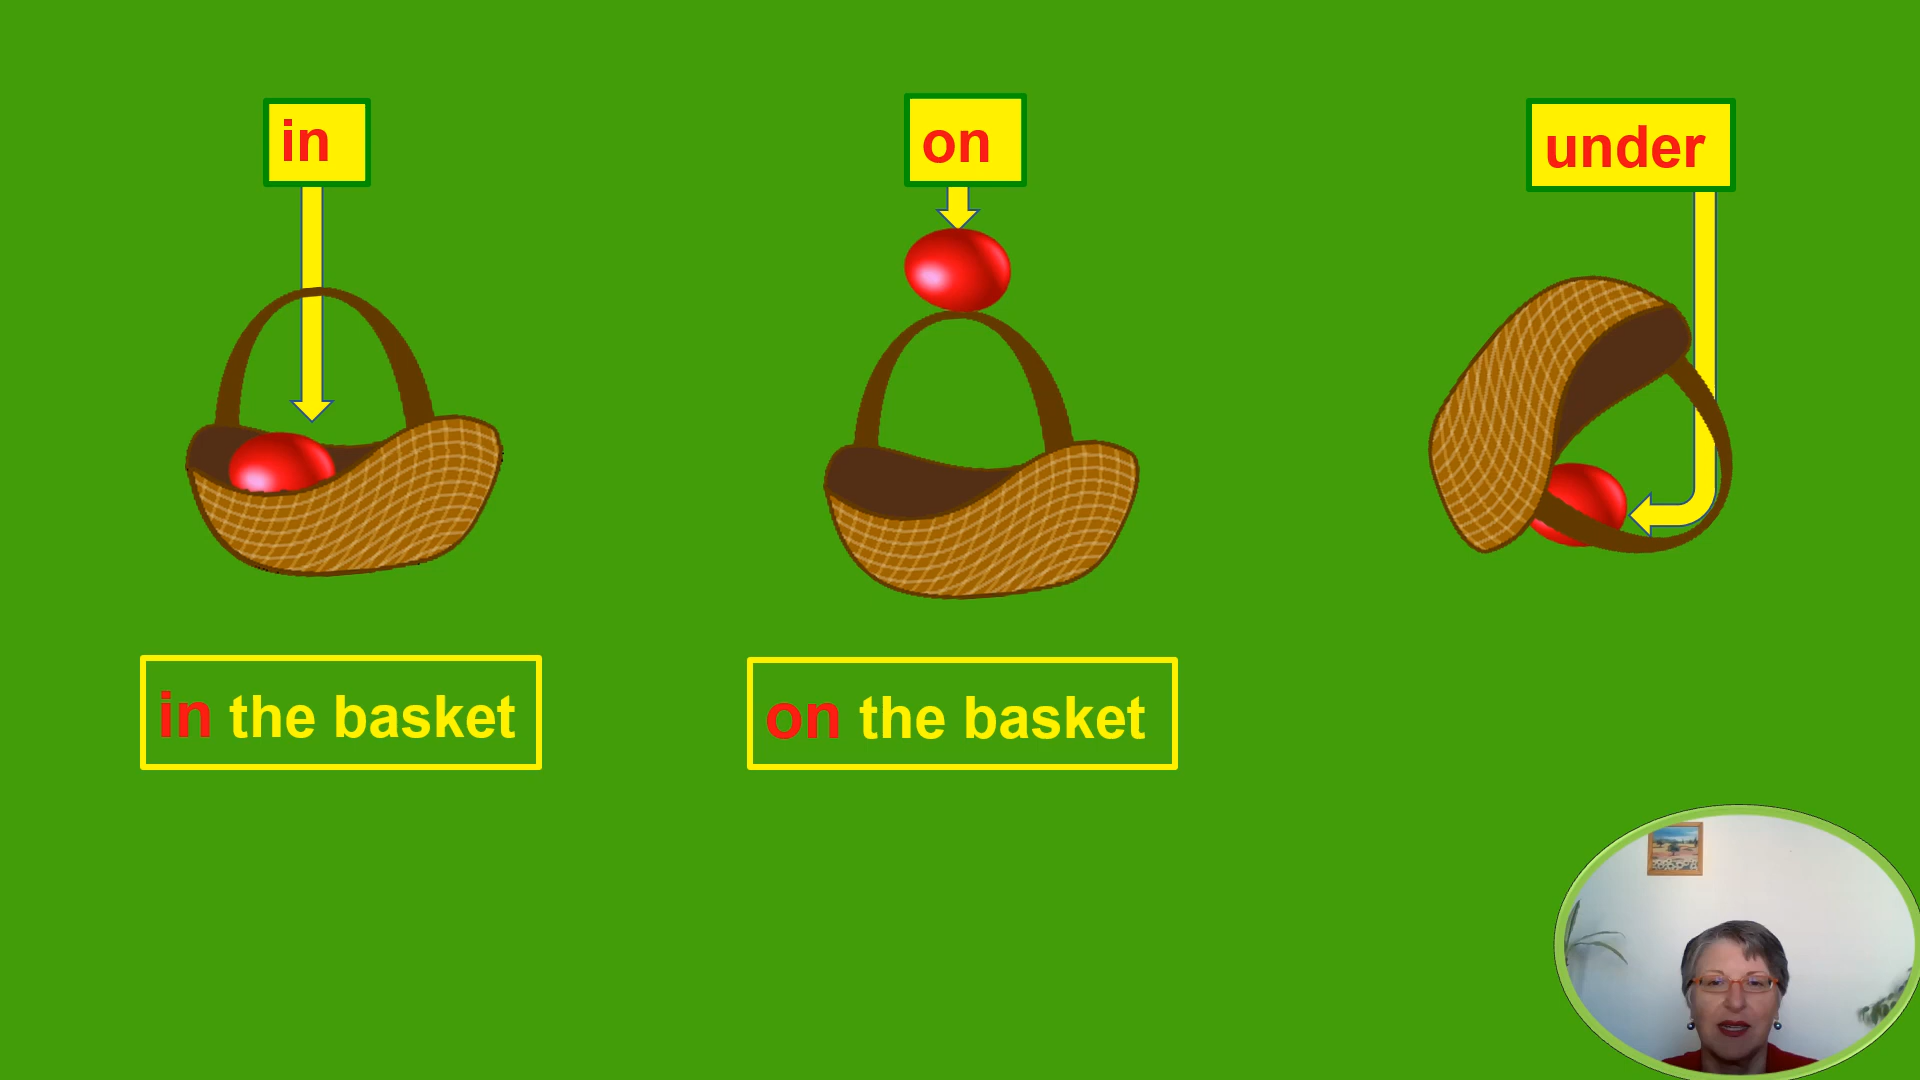 in
on
under
in the basket
on the basket